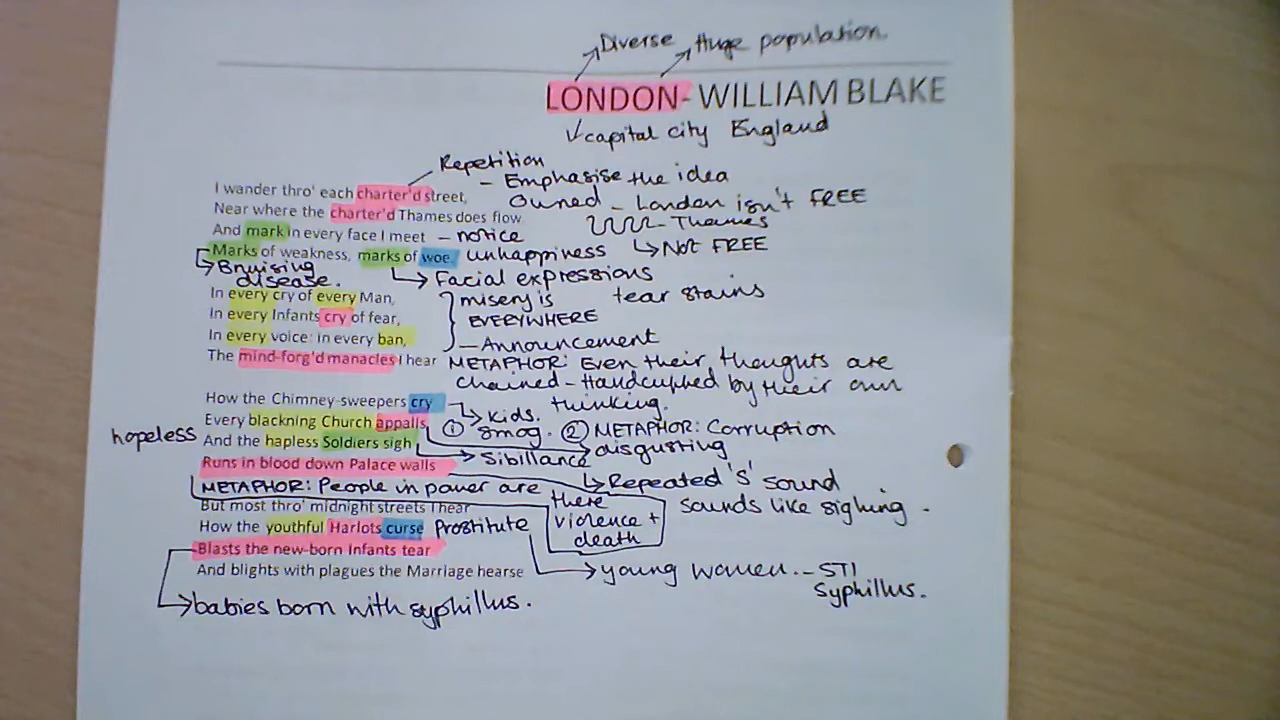 Diverse Huge population.
LONDON- WILLIAM BLAKE
capital city England
Repetition
- Emphasise the idea
I wander thro' each charter'd street,
Owned - London isn't FREE
Near where the charter'd Thames does flow
- Thames
And mark in every face I meet - notice
Not FREE
Marks of weakness, marks of woe. unhappiness
Bruising
disease.
Facial expressions
In every cry of every Man,
misery is tear stains
In every Infants cry of fear,
EVERYWHERE
In every voice: in every ban,
- Announcement
The mind-forg'd manacles I hear METAPHOR: Even their thoughts are
chained - Handcuphed by their own
thinking.
How the Chimney-sweepers cry
Kids.
Every blackning Church appalls,
① smog. ② METAPHOR: Corruption
hopeless And the hapless Soldiers sigh
disgusting
Sibillance
Runs in blood down Palace walls
Repeated 's' sound
sounds like sighing.
METAPHOR: People in power are
there
violence +
death
But most thro' midnight streets I hear
How the youthful Harlots curse Prostitute
Blasts the new-born Infants tear
And blights with plagues the Marriage hearse
young women - STI
Syphillus.
babies born with syphillus.